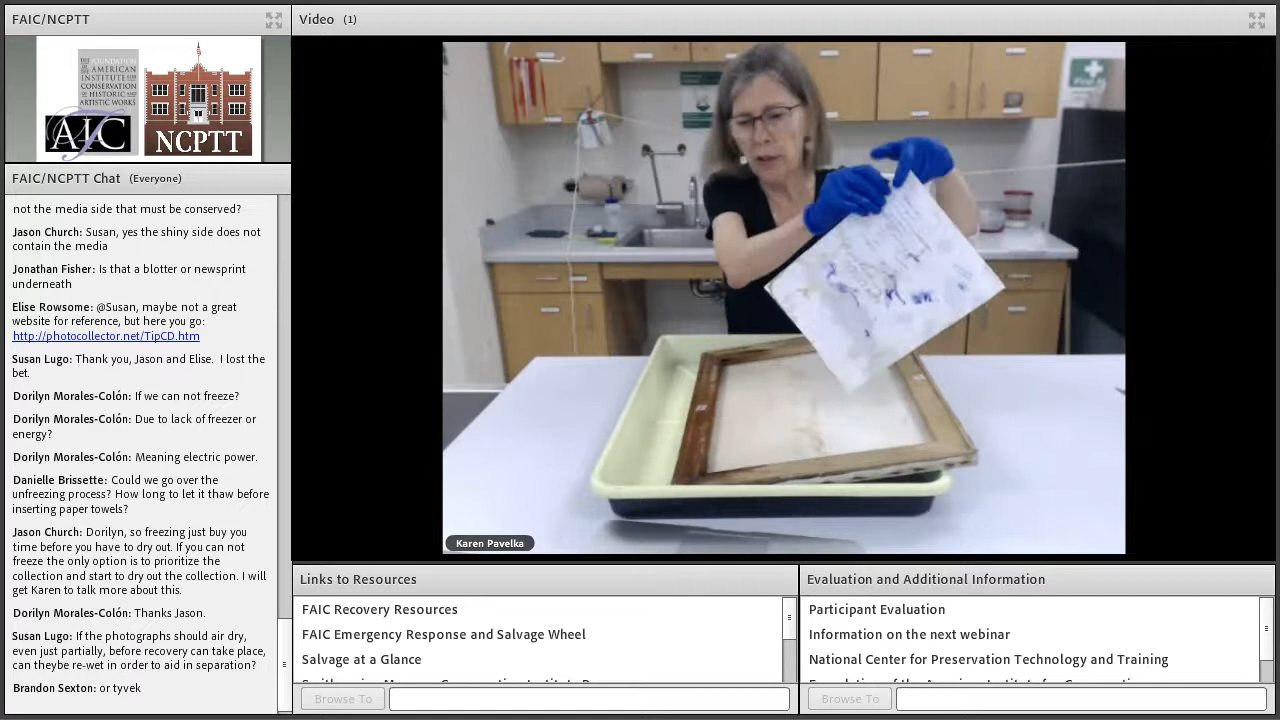 FAIC/NCPTT
THE FOUNDATION
OF THE AMERICAN
INSTITUTE FOR
CONSERVATION
OF HISTORIC AND
ARTISTIC WORKS
AIC
NCPTT
FAIC/NCPTT Chat (Everyone)
not the media side that must be conserved?
Jason Church: Susan, yes the shiny side does not
contain the media
Jonathan Fisher: Is that a blotter or newsprint
underneath
Elise Rowsome: @Susan, maybe not a great
website for reference, but here you go:
http://photocollector.net/TipCD.htm
Susan Lugo: Thank you, Jason and Elise. I lost the
bet.
Dorilyn Morales-Colón: If we can not freeze?
Dorilyn Morales-Colón: Due to lack of freezer or
energy?
Dorilyn Morales-Colón: Meaning electric power.
Danielle Brissette: Could we go over the
unfreezing process? How long to let it thaw before
inserting paper towels?
Jason Church: Dorilyn, so freezing just buy you
time before you have to dry out. If you can not
freeze the only option is to prioritize the
collection and start to dry out the collection. I will
get Karen to talk more about this.
Dorilyn Morales-Colón: Thanks Jason.
Susan Lugo: If the photographs should air dry,
even just partially, before recovery can take place,
can theybe re-wet in order to aid in separation?
Brandon Sexton: or tyvek
Video (1)
First
Karen Pavelka
Links to Resources
FAIC Recovery Resources
FAIC Emergency Response and Salvage Wheel
Salvage at a Glance
Browse To
Evaluation and Additional Information
Participant Evaluation
Information on the next webinar
National Center for Preservation Technology and Training
Browse To